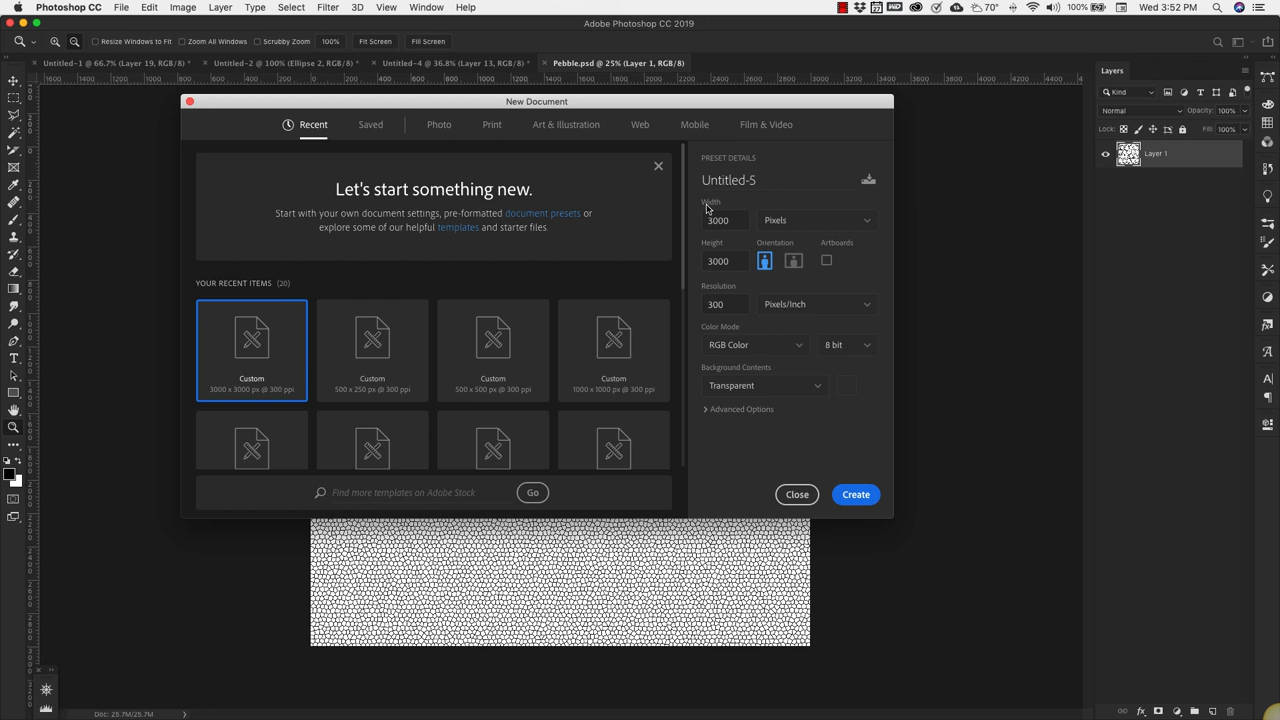 Photoshop CC File Edit Image Layer Type Select Filter 3D View Window Help 70° 100% Wed 3:52 PM
Adobe Photoshop CC 2019
Resize Windows to Fit Zoom All Windows Scrubby Zoom 100% Fit Screen Fill Screen
Untitled-1 @ 66.7% (Layer 19, RGB/8) * Untitled-2 @ 100% (Ellipse 2, RGB/8) * Untitled-4 @ 36.8% (Layer 13, RGB/8) * Pebble.psd @ 25% (Layer 1, RGB/8)
Layers
Kind
Normal Opacity: 100%
Lock: Fill: 100%
Layer 1
New Document
Recent Saved Photo Print Art & Illustration Web Mobile Film & Video
Let's start something new.
Start with your own document settings, pre-formatted document presets or
explore some of our helpful templates and starter files.
YOUR RECENT ITEMS (20)
Custom Custom Custom Custom
3000 x 3000 px @ 300 ppi 500 x 250 px @ 300 ppi 500 x 500 px @ 300 ppi 1000 x 1000 px @ 300 ppi
Find more templates on Adobe Stock Go
PRESET DETAILS
Untitled-5
Width
3000 Pixels
Height Orientation Artboards
3000
Resolution
300 Pixels/Inch
Color Mode
RGB Color 8 bit
Background Contents
Transparent
Advanced Options
Close Create
Doc: 25.7M/25.7M